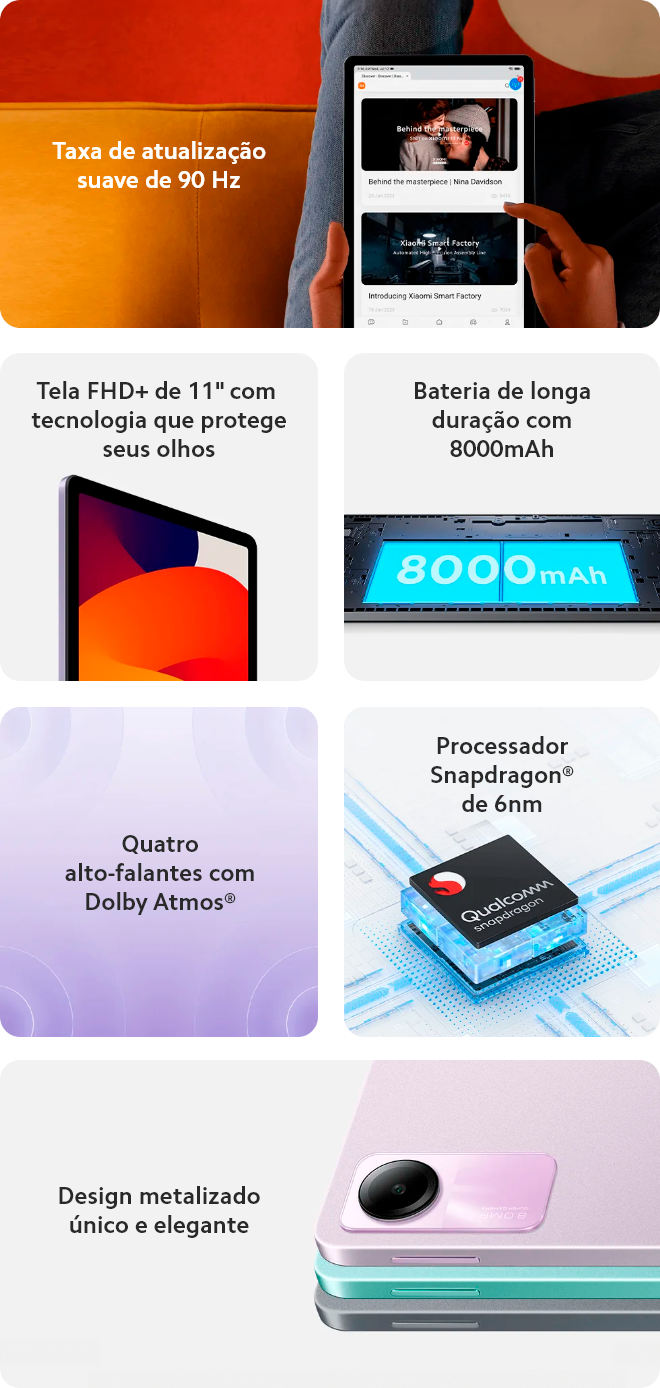 Taxa de atualização
suave de 90 Hz
Behind the masterpiece
Behind the masterpiece | Nina Davidson
Xiaomi Smart Factory
Introducing Xiaomi Smart Factory
Tela FHD+ de 11" com
tecnologia que protege
seus olhos
Bateria de longa
duração com
8000mAh
8000mAh
Quatro
alto-falantes com
Dolby Atmos®
Processador
Snapdragon®
de 6nm
Qualcomm
snapdragon
Design metalizado
único e elegante
8.0MP